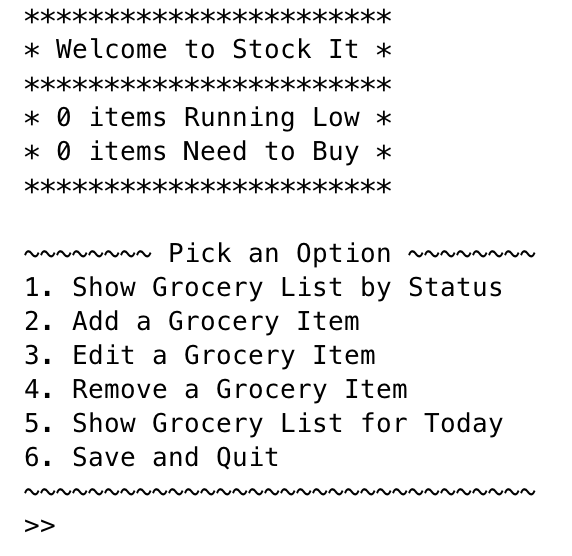 ***********************
* Welcome to Stock It *
***********************
* 0 items Running Low *
* 0 items Need to Buy *
***********************

~~~~~~~~ Pick an Option ~~~~~~~~
1. Show Grocery List by Status
2. Add a Grocery Item
3. Edit a Grocery Item
4. Remove a Grocery Item
5. Show Grocery List for Today
6. Save and Quit
~~~~~~~~~~~~~~~~~~~~~~~~~~~~~~~~
>>